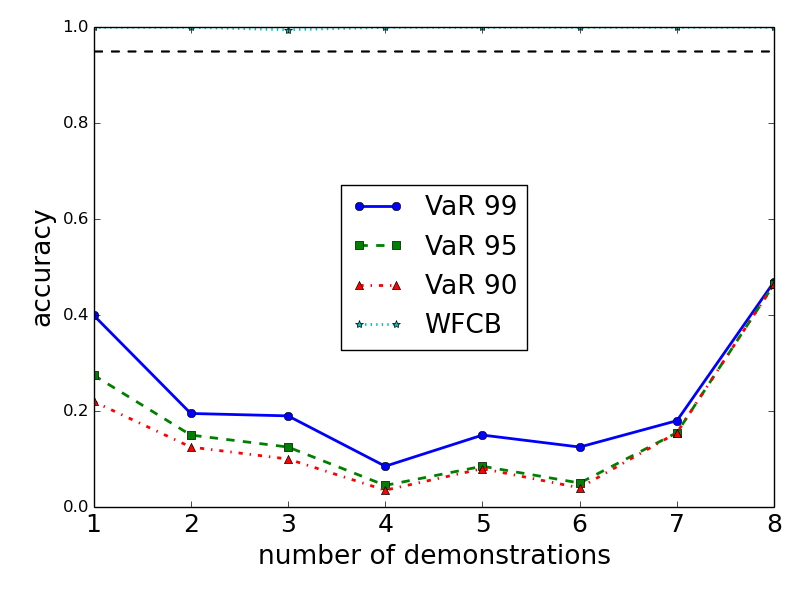 1.0
0.8
0.6
0.4
0.2
0.0
accuracy
VaR 99
VaR 95
VaR 90
WFCB
1 2 3 4 5 6 7 8
number of demonstrations